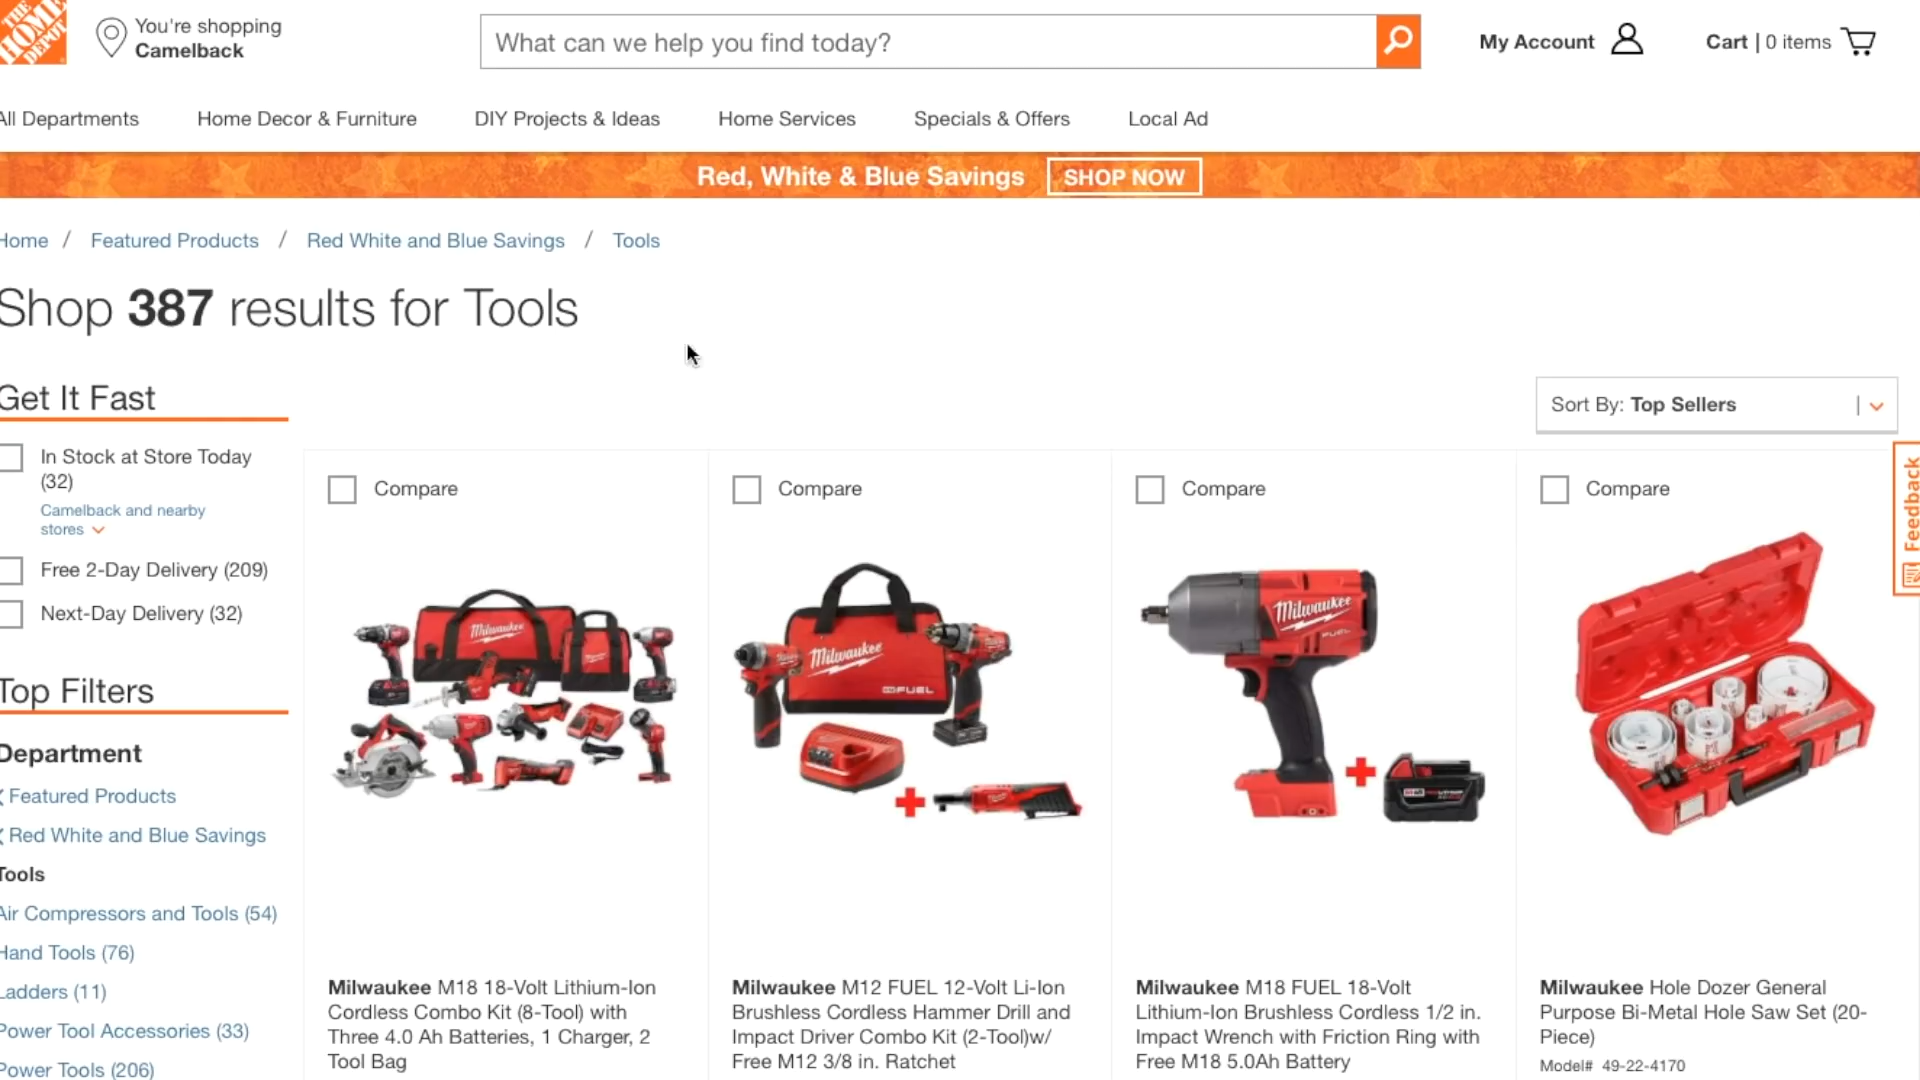 THE HOME DEPOT
You're shopping
Camelback
What can we help you find today?
My Account
Cart | 0 items
All Departments
Home Decor & Furniture
DIY Projects & Ideas
Home Services
Specials & Offers
Local Ad
Red, White & Blue Savings
SHOP NOW
Home / Featured Products / Red White and Blue Savings / Tools
Shop 387 results for Tools
Get It Fast
Sort By: Top Sellers
In Stock at Store Today
(32)
Camelback and nearby
stores
Free 2-Day Delivery (209)
Next-Day Delivery (32)
Top Filters
Department
Featured Products
Red White and Blue Savings
Tools
Air Compressors and Tools (54)
Hand Tools (76)
Ladders (11)
Power Tool Accessories (33)
Power Tools (206)
Compare
Compare
Compare
Compare
Feedback
Milwaukee
Milwaukee
FUEL
Milwaukee
FUEL
Milwaukee M18 18-Volt Lithium-Ion
Cordless Combo Kit (8-Tool) with
Three 4.0 Ah Batteries, 1 Charger, 2
Tool Bag
Milwaukee M12 FUEL 12-Volt Li-Ion
Brushless Cordless Hammer Drill and
Impact Driver Combo Kit (2-Tool)w/
Free M12 3/8 in. Ratchet
Milwaukee M18 FUEL 18-Volt
Lithium-Ion Brushless Cordless 1/2 in.
Impact Wrench with Friction Ring with
Free M18 5.0Ah Battery
Milwaukee Hole Dozer General
Purpose Bi-Metal Hole Saw Set (20-
Piece)
Model# 49-22-4170